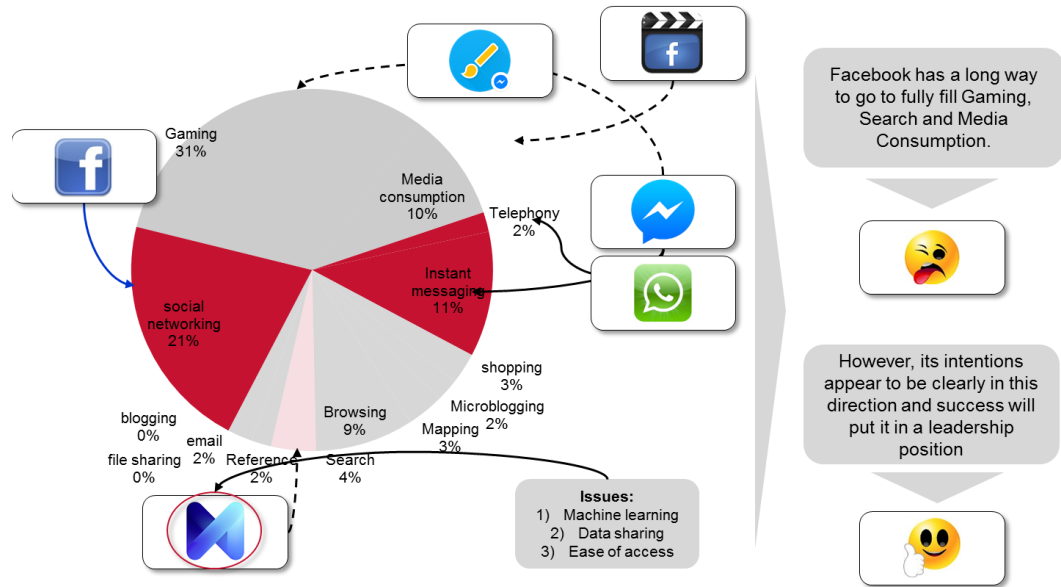 Gaming
31%
Media
consumption
10%
Telephony
2%
Instant
messaging
11%
shopping
3%
Microblogging
2%
Mapping
3%
Browsing
9%
Search
4%
Reference
2%
email
2%
file sharing
0%
blogging
0%
social
networking
21%
Issues:
1) Machine learning
2) Data sharing
3) Ease of access
Facebook has a long way
to go to fully fill Gaming,
Search and Media
Consumption.
However, its intentions
appear to be clearly in this
direction and success will
put it in a leadership
position